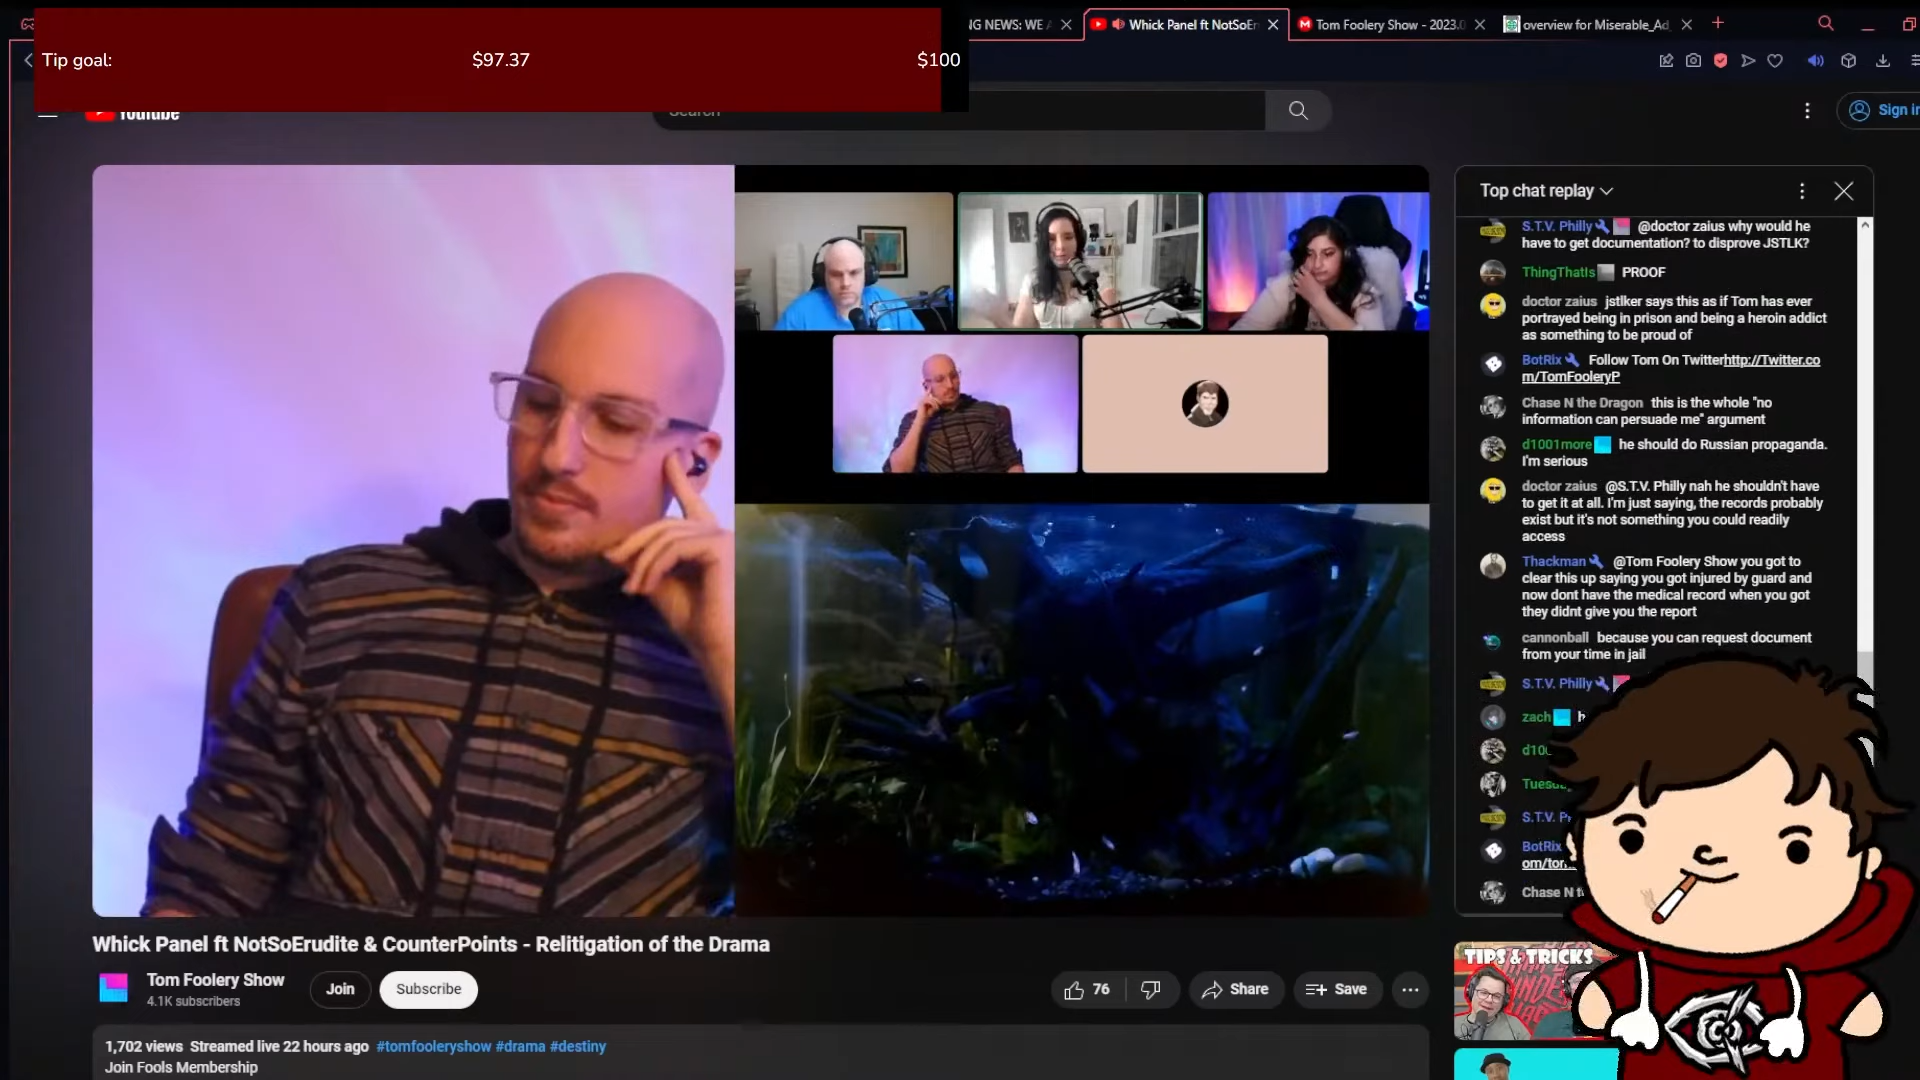 NG NEWS: WE A
Whick Panel ft NotSoEr
Tom Foolery Show - 2023.0
overview for Miserable_Ad
Tip goal:
$97.37
$100
YouTube
Search
Sign in
Top chat replay
S.T.V. Philly @doctor zaius why would he
have to get documentation? to disprove JSTLK?
ThingThatIs PROOF
doctor zaius jstlker says this as if Tom has ever
portrayed being in prison and being a heroin addict
as something to be proud of
BotRix Follow Tom On Twitterhttp://Twitter.co
m/TomFooleryP
Chase N the Dragon this is the whole "no
information can persuade me" argument
d1001more he should do Russian propaganda.
I'm serious
doctor zaius @S.T.V. Philly nah he shouldn't have
to get it at all. I'm just saying, the records probably
exist but it's not something you could readily
access
Thackman @Tom Foolery Show you got to
clear this up saying you got injured by guard and
now dont have the medical record when you got
they didnt give you the report
cannonball because you can request document
from your time in jail
S.T.V. Philly
zach h
d100
Tuesda
S.T.V. P
BotRix
om/tom
Chase N t
Whick Panel ft NotSoErudite & CounterPoints - Relitigation of the Drama
Tom Foolery Show
4.1K subscribers
Join
Subscribe
76
Share
Save
TIPS & TRICKS
1,702 views Streamed live 22 hours ago #tomfooleryshow #drama #destiny
Join Fools Membership